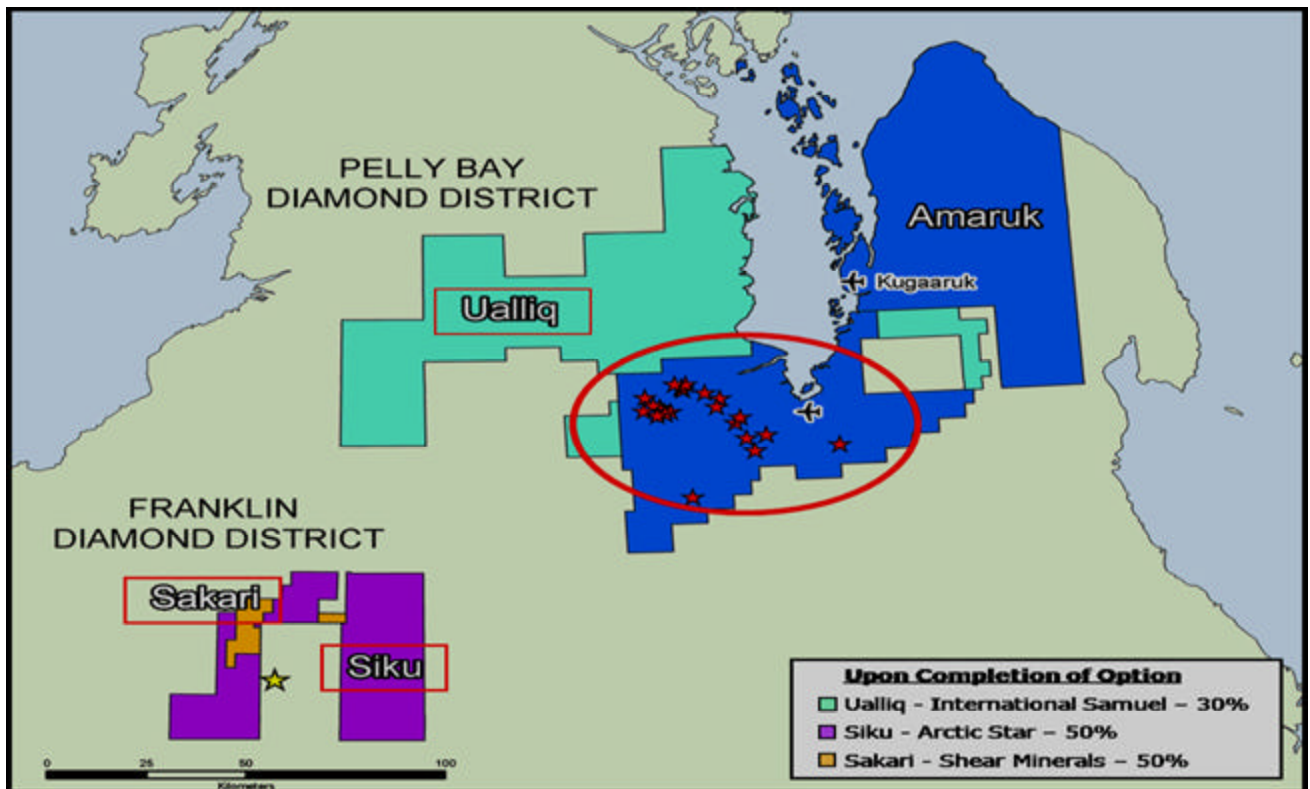 PELLY BAY
DIAMOND DISTRICT
Amaruk
Kugaaruk
Ualliq
FRANKLIN
DIAMOND DISTRICT
Sakari
Siku
Upon Completion of Option
Ualliq - International Samuel – 30%
Siku - Arctic Star – 50%
Sakari - Shear Minerals – 50%
0 25 50 100
Kilometers